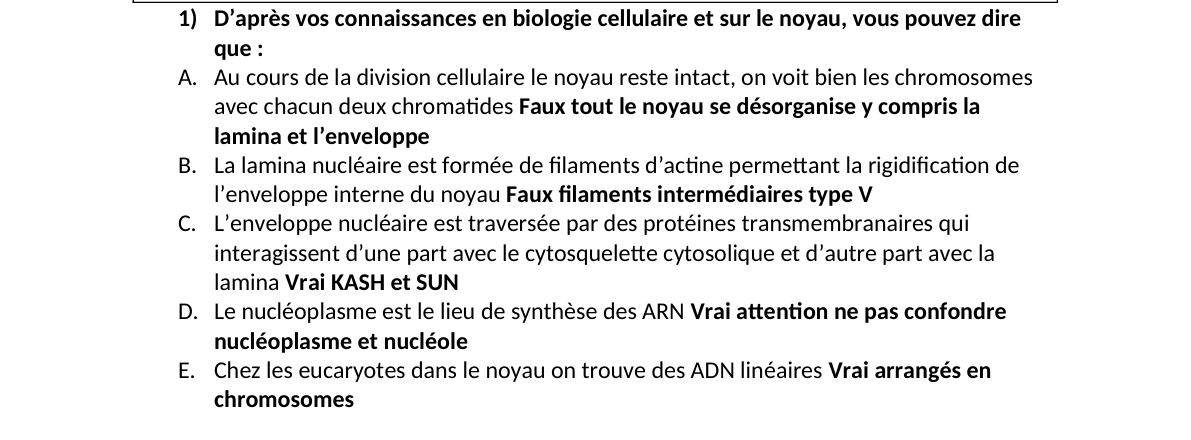 1) D’après vos connaissances en biologie cellulaire et sur le noyau, vous pouvez dire
que :
A. Au cours de la division cellulaire le noyau reste intact, on voit bien les chromosomes
avec chacun deux chromatides Faux tout le noyau se désorganise y compris la
lamina et l’enveloppe
B. La lamina nucléaire est formée de filaments d’actine permettant la rigidification de
l’enveloppe interne du noyau Faux filaments intermédiaires type V
C. L’enveloppe nucléaire est traversée par des protéines transmembranaires qui
interagissent d’une part avec le cytosquelette cytosolique et d’autre part avec la
lamina Vrai KASH et SUN
D. Le nucléoplasme est le lieu de synthèse des ARN Vrai attention ne pas confondre
nucléoplasme et nucléole
E. Chez les eucaryotes dans le noyau on trouve des ADN linéaires Vrai arrangés en
chromosomes